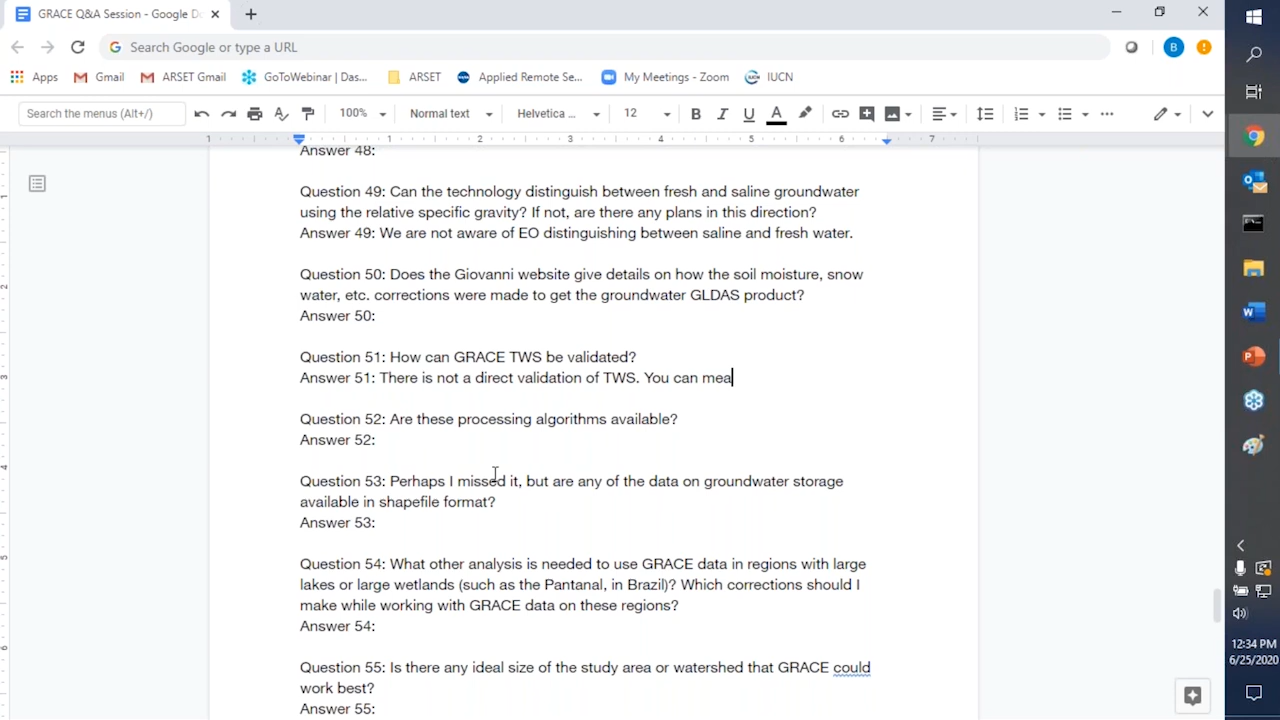 GRACE Q&A Session - Google Do
Search Google or type a URL
B
Apps Gmail ARSET Gmail GoToWebinar | Das... ARSET Applied Remote Se... My Meetings - Zoom IUCN
Search the menus (Alt+/) 100% Normal text Helvetica ... 12 B I U A
1 1 2 3 4 5 6 7
Answer 48:
Question 49: Can the technology distinguish between fresh and saline groundwater
using the relative specific gravity? If not, are there any plans in this direction?
Answer 49: We are not aware of EO distinguishing between saline and fresh water.
Question 50: Does the Giovanni website give details on how the soil moisture, snow
water, etc. corrections were made to get the groundwater GLDAS product?
Answer 50:
Question 51: How can GRACE TWS be validated?
Answer 51: There is not a direct validation of TWS. You can mea
Question 52: Are these processing algorithms available?
Answer 52:
Question 53: Perhaps I missed it, but are any of the data on groundwater storage
available in shapefile format?
Answer 53:
Question 54: What other analysis is needed to use GRACE data in regions with large
lakes or large wetlands (such as the Pantanal, in Brazil)? Which corrections should I
make while working with GRACE data on these regions?
Answer 54:
Question 55: Is there any ideal size of the study area or watershed that GRACE could
work best?
Answer 55:
12:34 PM
6/25/2020